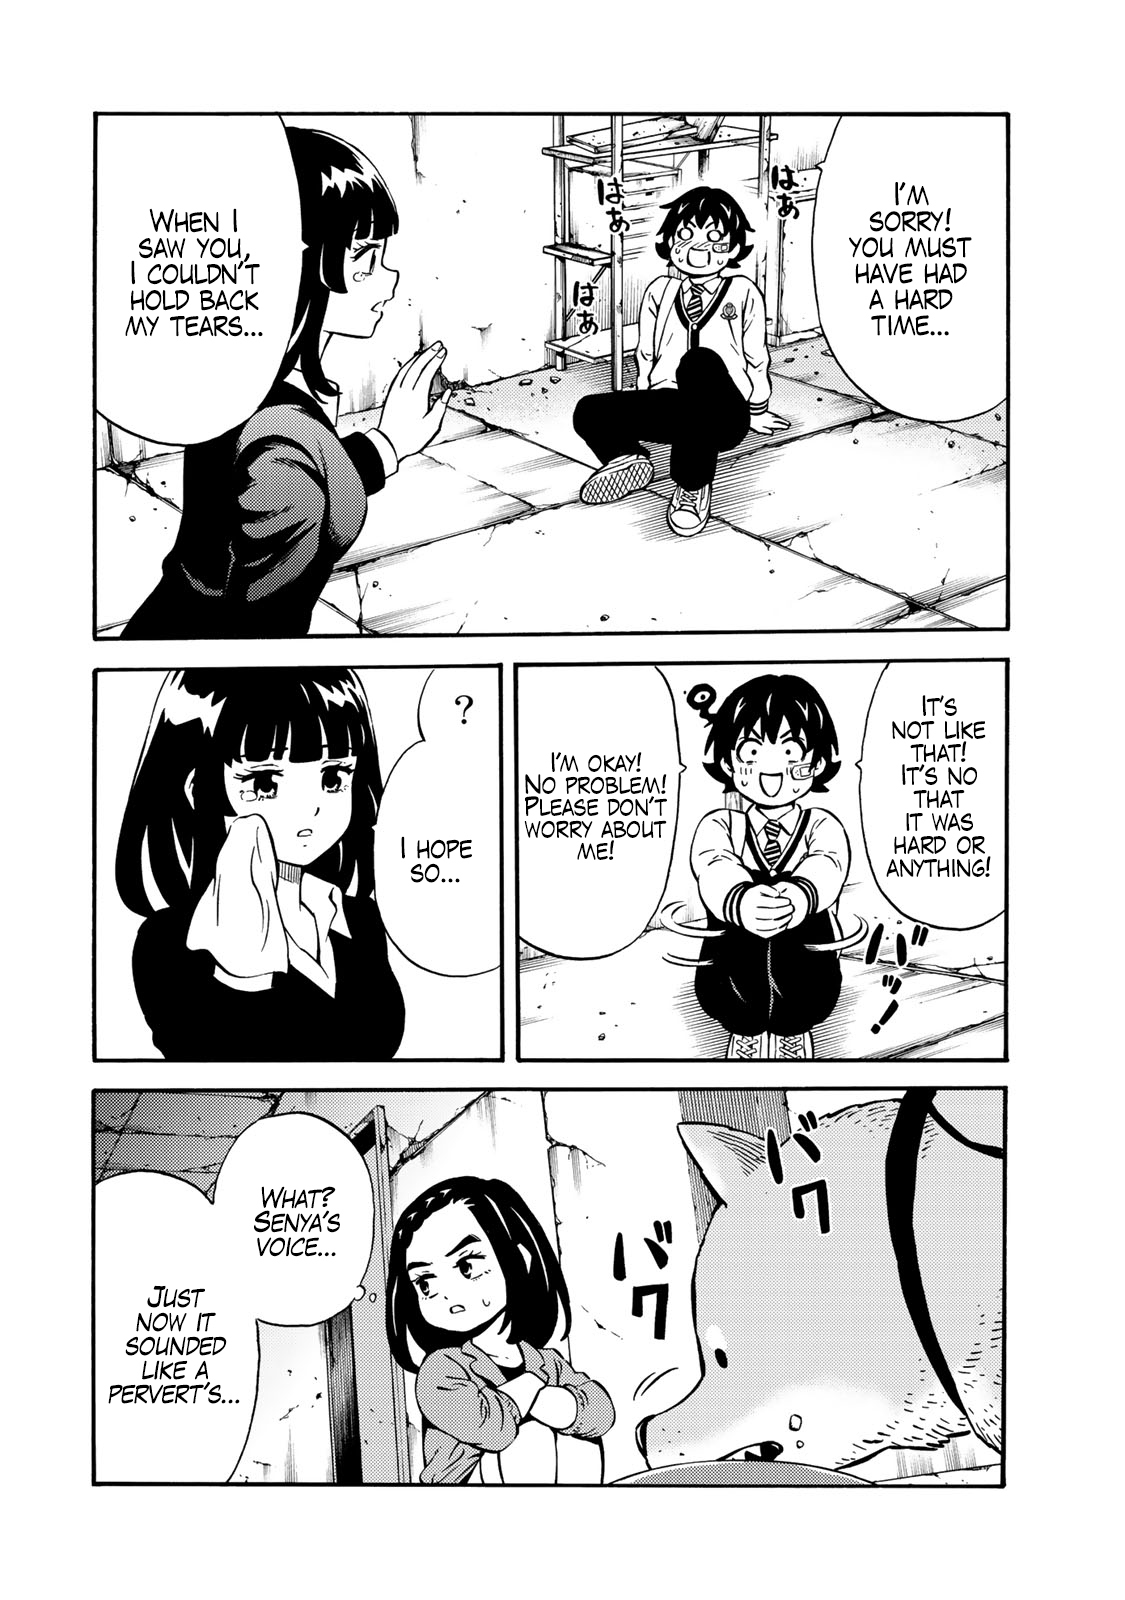 I'M
SORRY!
YOU MUST
HAVE HAD
A HARD
TIME...
はぁ
はぁ
はぁ
WHEN I
SAW YOU,
I COULDN'T
HOLD BACK
MY TEARS...
IT'S
NOT LIKE
THAT!
IT'S NO
THAT
IT WAS
HARD OR
ANYTHING!
バッ!
I'M OKAY!
NO PROBLEM!
PLEASE DON'T
WORRY ABOUT
ME!
?
I HOPE
SO...
バク
バク
WHAT?
SENYA'S
VOICE...
JUST
NOW IT
SOUNDED
LIKE A
PERVERT'S...